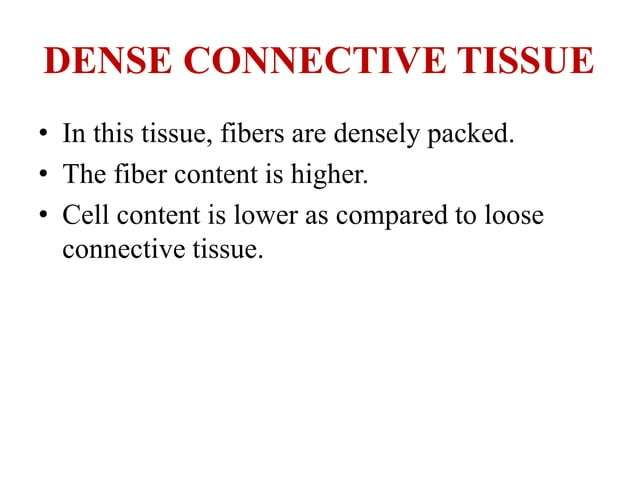 DENSE CONNECTIVE TISSUE
• In this tissue, fibers are densely packed.
• The fiber content is higher.
• Cell content is lower as compared to loose
connective tissue.